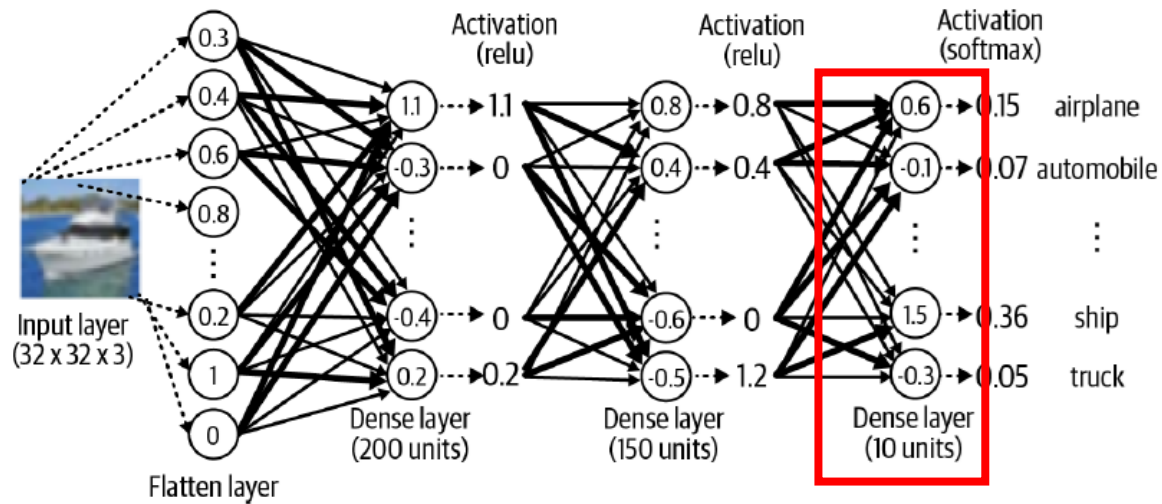 Activation
(relu)
Activation
(relu)
Activation
(softmax)
0.3
0.4
0.6
0.8
⋮
0.2
1
0
Input layer
(32 x 32 x 3)
Flatten layer
1.1
-0.3
⋮
-0.4
0.2
Dense layer
(200 units)
1.1
0
0
0.2
0.8
0.4
⋮
-0.6
-0.5
Dense layer
(150 units)
0.8
0.4
0
1.2
0.6
-0.1
⋮
1.5
-0.3
Dense layer
(10 units)
0.15 airplane
0.07 automobile
⋮
0.36 ship
0.05 truck